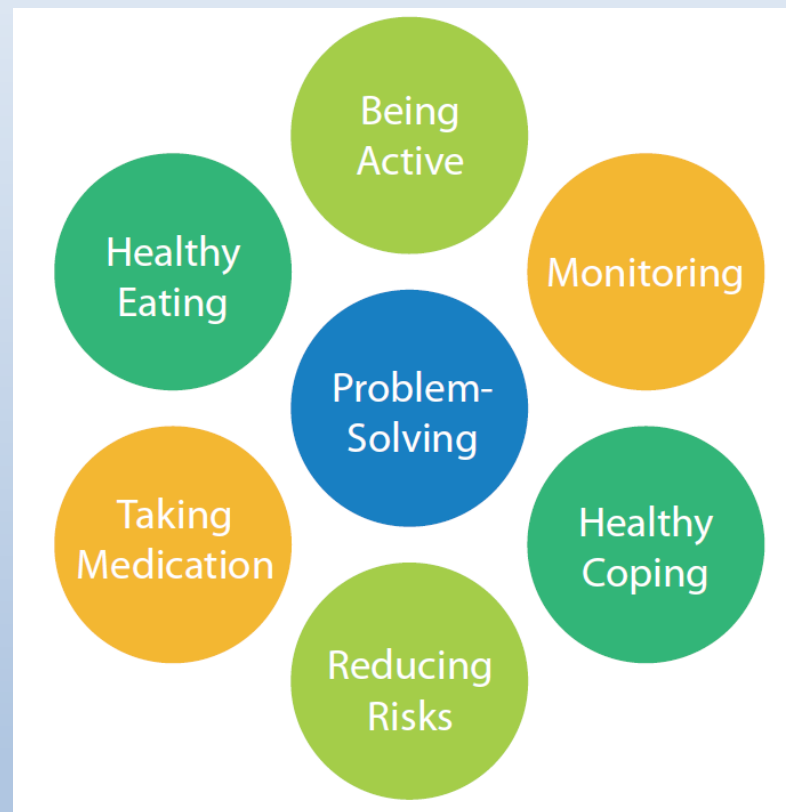 Being
Active
Healthy
Eating
Monitoring
Problem-
Solving
Taking
Medication
Healthy
Coping
Reducing
Risks